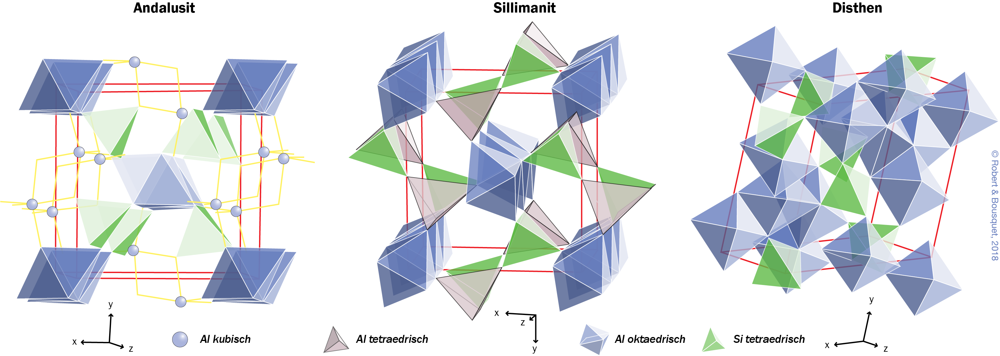 Andalusit
Sillimanit
Disthen
© Robert & Bousquet, 2018
y
x
z
x
z
y
y
x
z
Al kubisch
Al tetraedrisch
Al oktaedrisch
Si tetraedrisch